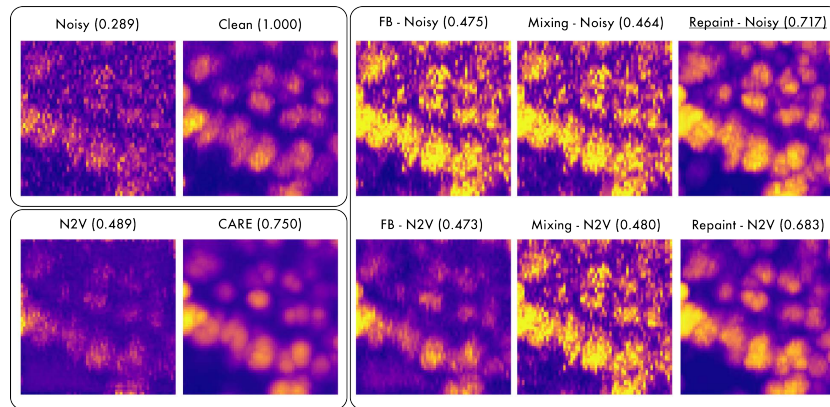 Noisy (0.289)
Clean (1.000)
FB - Noisy (0.475)
Mixing - Noisy (0.464)
Repaint - Noisy (0.717)
N2V (0.489)
CARE (0.750)
FB - N2V (0.473)
Mixing - N2V (0.480)
Repaint - N2V (0.683)